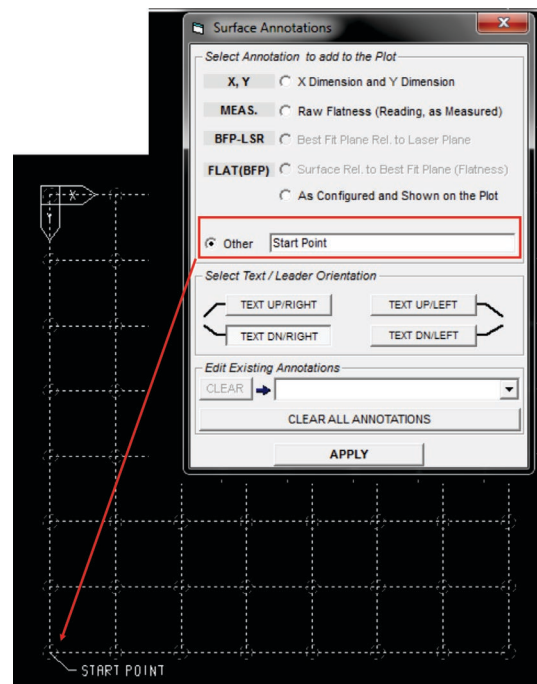 Surface Annotations
Select Annotation to add to the Plot
X, Y X Dimension and Y Dimension
MEAS. Raw Flatness (Reading, as Measured)
BFP-LSR Best Fit Plane Rel. to Laser Plane
FLAT(BFP) Surface Rel. to Best Fit Plane (Flatness)
As Configured and Shown on the Plot
X
Y
Other Start Point
Select Text / Leader Orientation
TEXT UP/RIGHT TEXT UP/LEFT
TEXT DN/RIGHT TEXT DN/LEFT
Edit Existing Annotations
CLEAR
CLEAR ALL ANNOTATIONS
APPLY
START POINT